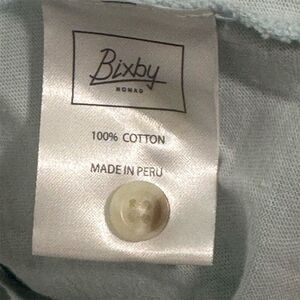 Bixby
NOMAD
100% COTTON
MADE IN PERU